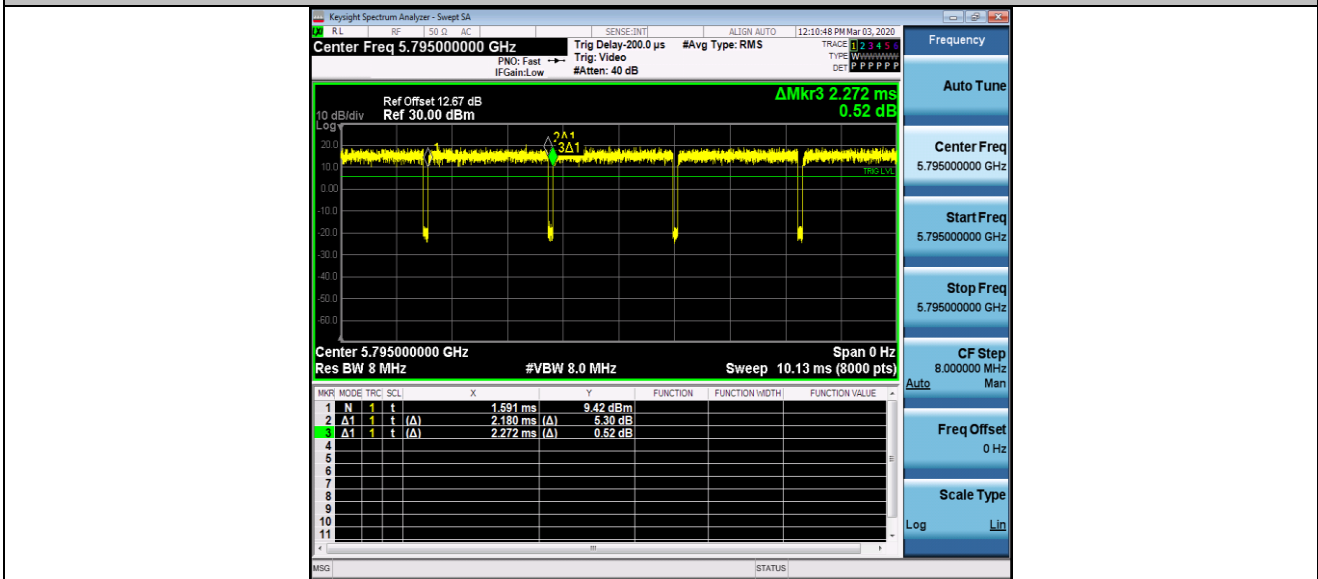 Keysight Spectrum Analyzer - Swept SA
RL RF 50 Ω AC SENSE:INT ALIGN AUTO 12:10:48 PM Mar 03, 2020
Center Freq 5.795000000 GHz
PNO: Fast
IFGain:Low
Trig Delay-200.0 µs
Trig: Video
#Atten: 40 dB
#Avg Type: RMS
TRACE 1 2 3 4 5 6
TYPE WWWWWW
DET P P P P P P
ΔMkr3 2.272 ms
0.52 dB
Ref Offset 12.67 dB
10 dB/div Ref 30.00 dBm
Log
20.0
10.0
0.00
-10.0
-20.0
-30.0
-40.0
-50.0
-60.0
1
2Δ1
3Δ1
TRIG LVL
Center 5.795000000 GHz Span 0 Hz
Res BW 8 MHz #VBW 8.0 MHz Sweep 10.13 ms (8000 pts)
MKR MODE TRC SCL X Y FUNCTION FUNCTION WIDTH FUNCTION VALUE
1 N 1 t 1.591 ms 9.42 dBm
2 Δ1 1 t (Δ) 2.180 ms (Δ) 5.30 dB
3 Δ1 1 t (Δ) 2.272 ms (Δ) 0.52 dB
4
5
6
7
8
9
10
11
MSG STATUS
Frequency
Auto Tune
Center Freq
5.795000000 GHz
Start Freq
5.795000000 GHz
Stop Freq
5.795000000 GHz
CF Step
8.000000 MHz
Auto Man
Freq Offset
0 Hz
Scale Type
Log Lin